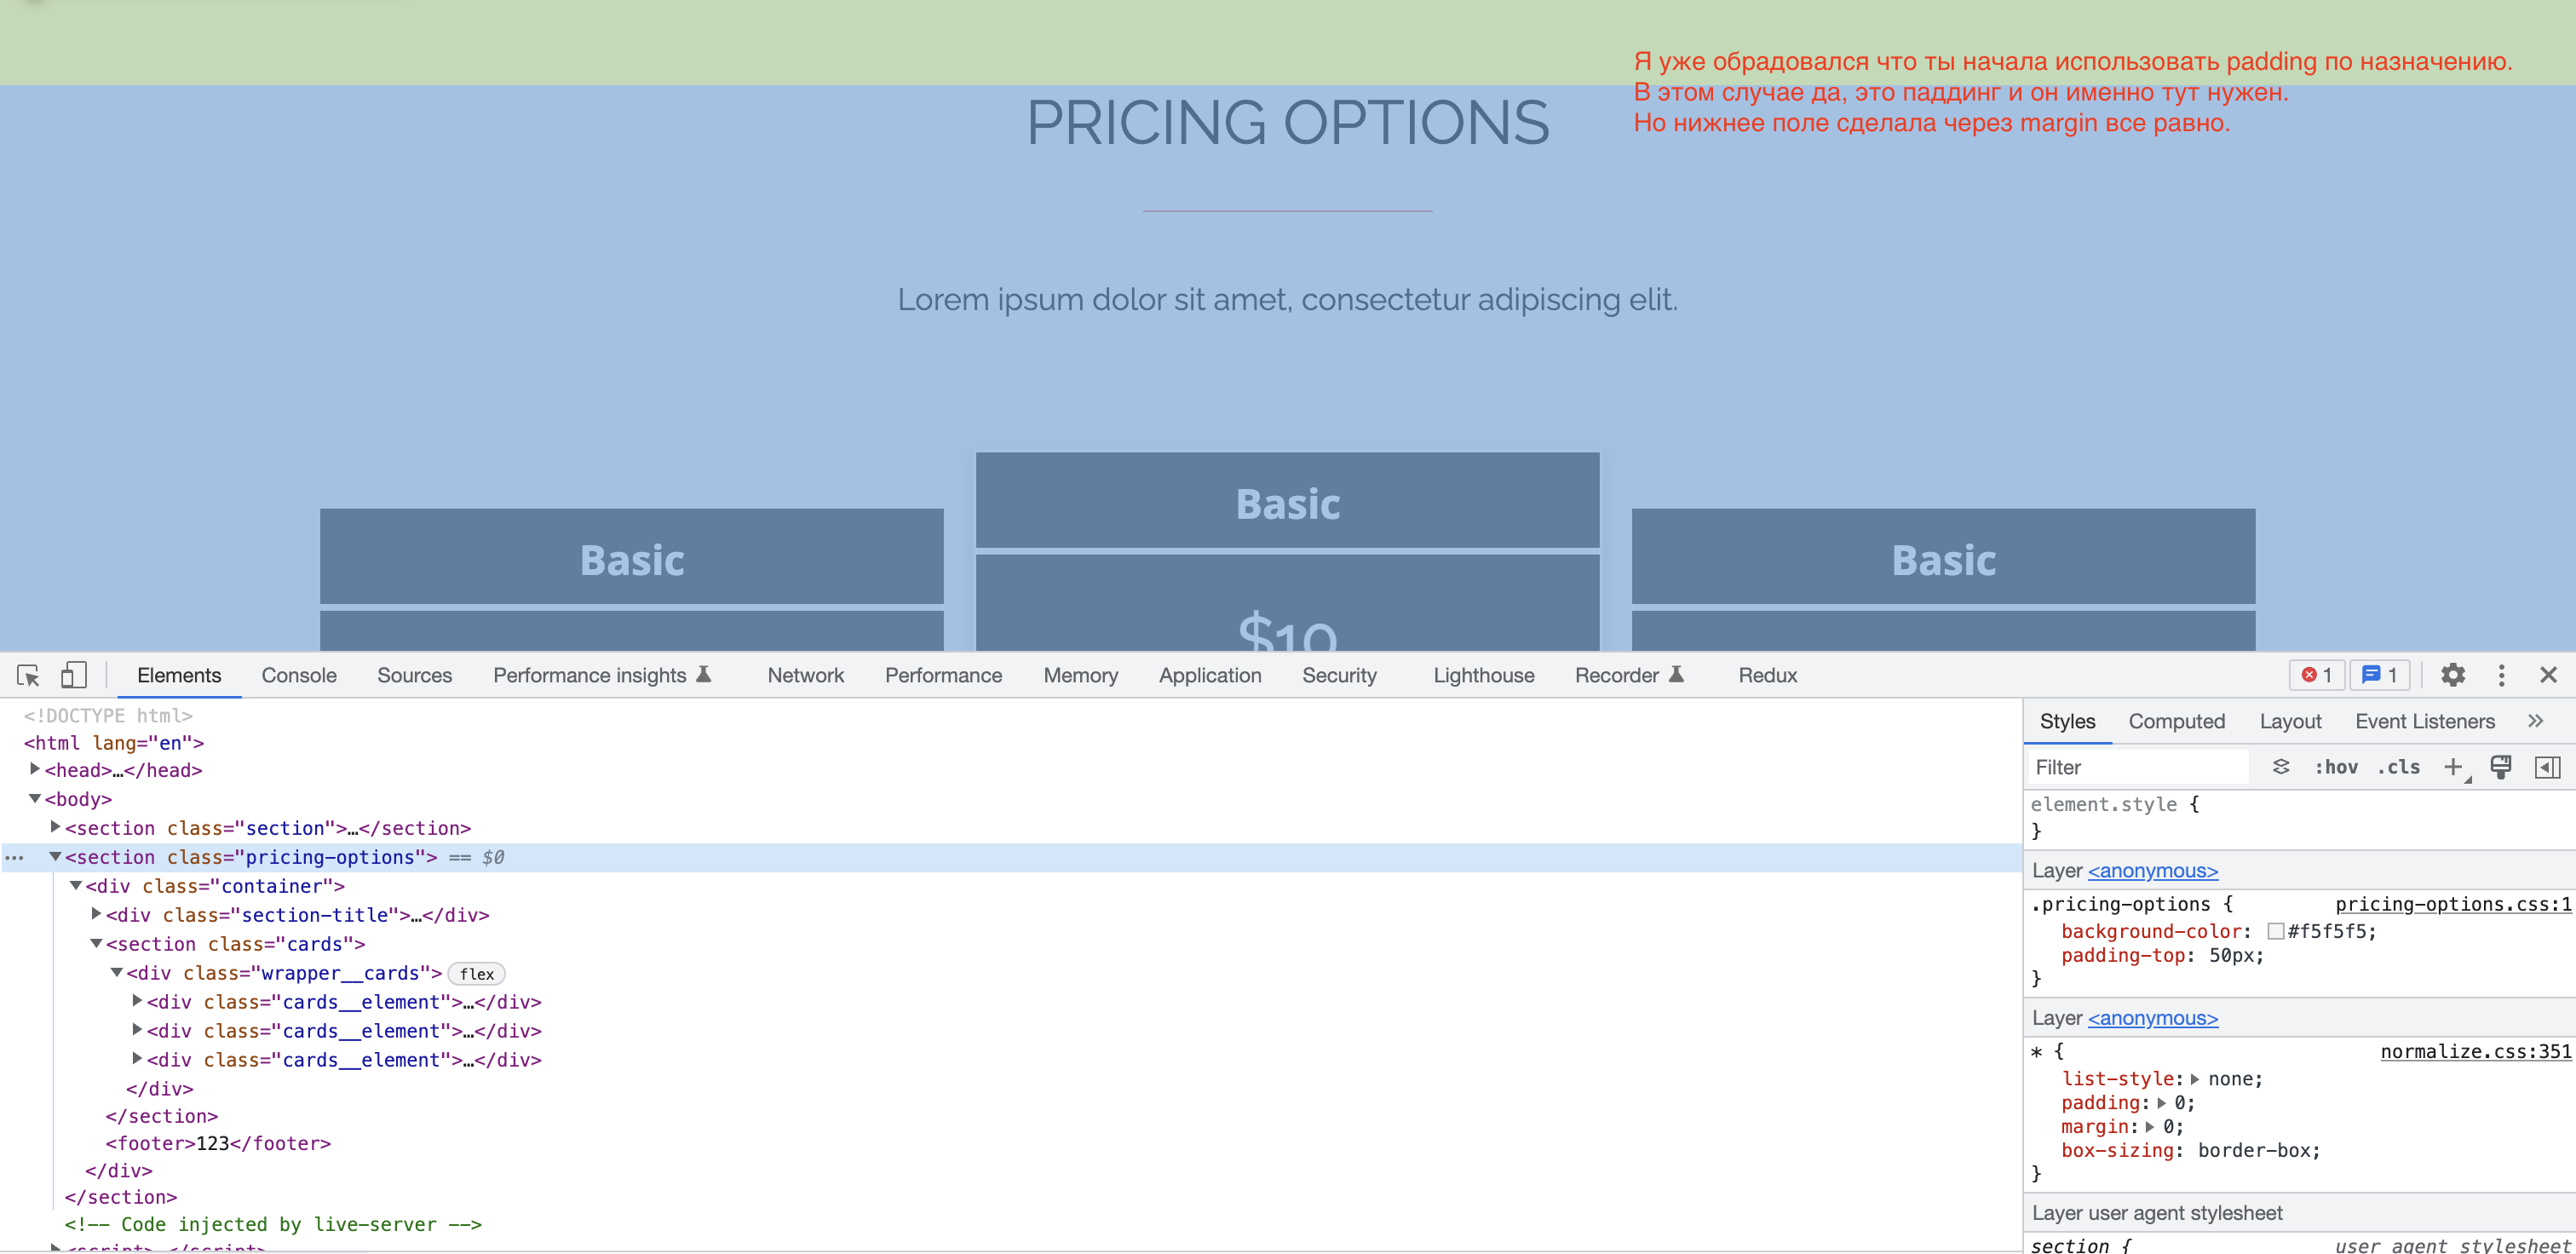 Я уже обрадовался что ты начала использовать padding по назначению.
В этом случае да, это паддинг и он именно тут нужен.
Но нижнее поле сделала через margin все равно.
PRICING OPTIONS
Lorem ipsum dolor sit amet, consectetur adipiscing elit.
Basic
Basic
Basic
$10
Elements Console Sources Performance insights Network Performance Memory Application Security Lighthouse Recorder Redux 1 1
<!DOCTYPE html>
<html lang="en">
<head>…</head>
<body>
<section class="section">…</section>
<section class="pricing-options"> == $0
<div class="container">
<div class="section-title">…</div>
<section class="cards">
<div class="wrapper__cards"> flex
<div class="cards__element">…</div>
<div class="cards__element">…</div>
<div class="cards__element">…</div>
</div>
</section>
<footer>123</footer>
</div>
</section>
<!-- Code injected by live-server -->
<script>…</script>
Styles Computed Layout Event Listeners
Filter :hov .cls
element.style {
}
Layer <anonymous>
.pricing-options { pricing-options.css:1
background-color: #f5f5f5;
padding-top: 50px;
}
Layer <anonymous>
* { normalize.css:351
list-style: none;
padding: 0;
margin: 0;
box-sizing: border-box;
}
Layer user agent stylesheet
section { user agent stylesheet